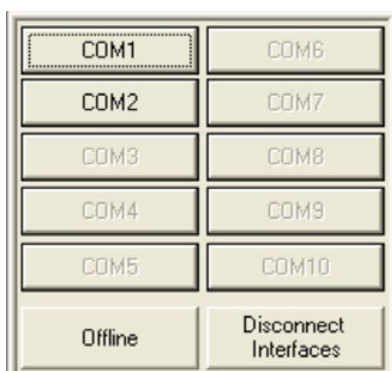 COM1 COM6
COM2 COM7
COM3 COM8
COM4 COM9
COM5 COM10
Offline Disconnect
Interfaces